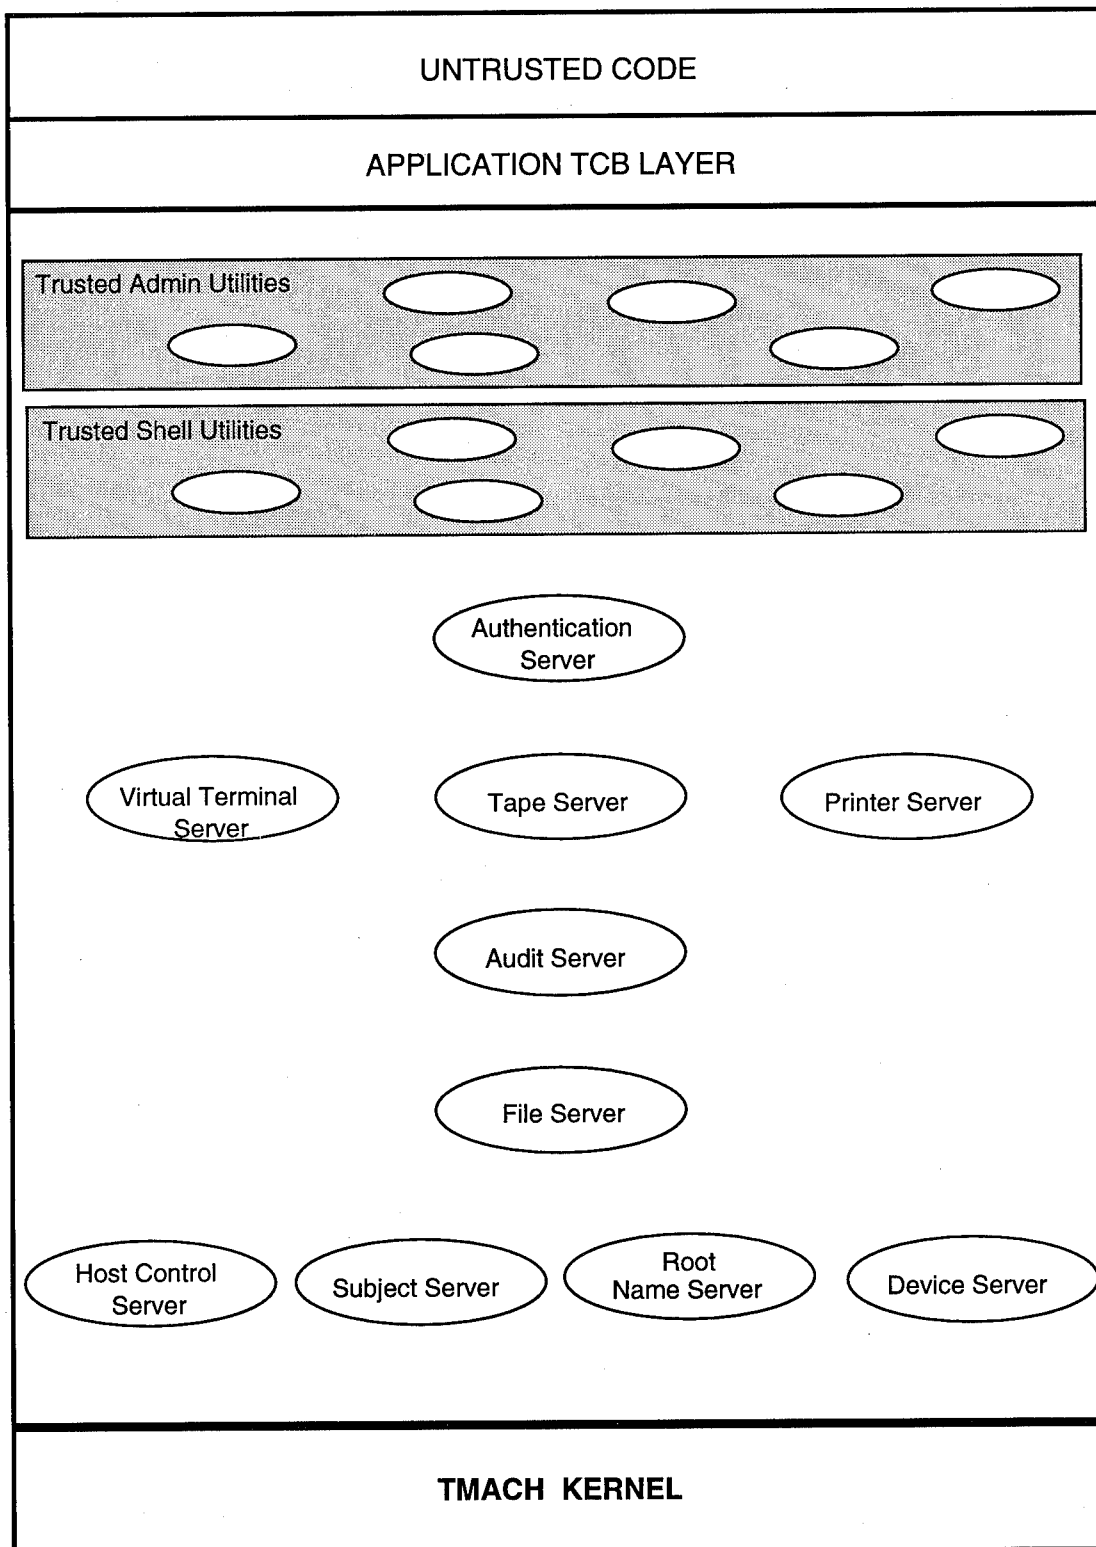 UNTRUSTED CODE
APPLICATION TCB LAYER
Trusted Admin Utilities
Trusted Shell Utilities
Authentication
Server
Virtual Terminal
Server
Tape Server
Printer Server
Audit Server
File Server
Host Control
Server
Subject Server
Root
Name Server
Device Server
TMACH KERNEL